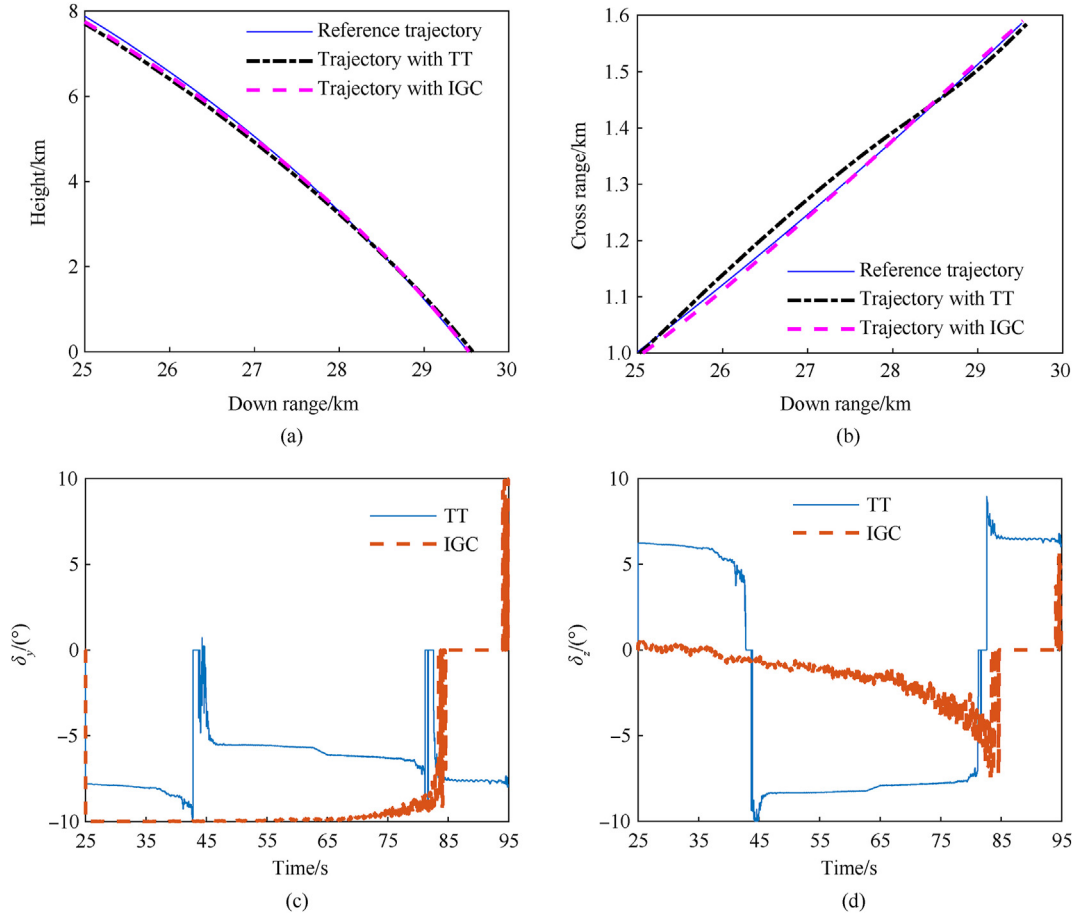 8
6
4
2
0
Height/km
Reference trajectory
Trajectory with TT
Trajectory with IGC
25 26 27 28 29 30
Down range/km
(a)
1.6
1.5
1.4
1.3
1.2
1.1
1.0
Cross range/km
Reference trajectory
Trajectory with TT
Trajectory with IGC
25 26 27 28 29 30
Down range/km
(b)
10
5
0
−5
−10
δy/(°)
TT
IGC
25 35 45 55 65 75 85 95
Time/s
(c)
10
5
0
−5
−10
δz/(°)
TT
IGC
25 35 45 55 65 75 85 95
Time/s
(d)